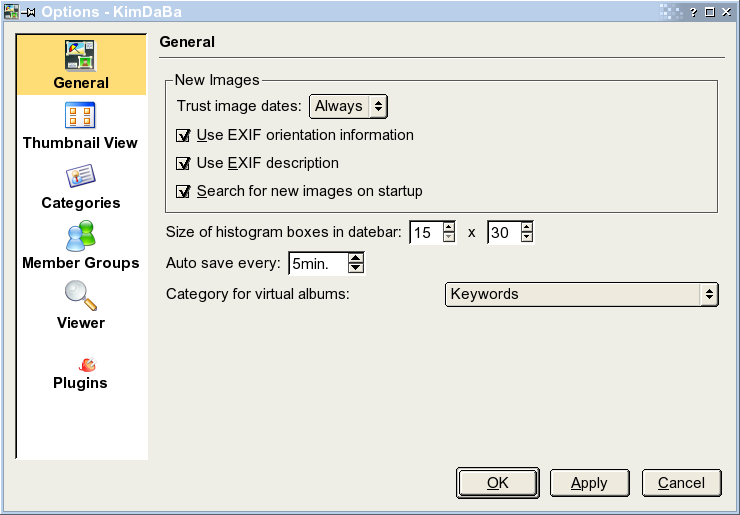 Options - KimDaBa
General
Thumbnail View
Categories
Member Groups
Viewer
Plugins
General
New Images
Trust image dates: Always
Use EXIF orientation information
Use EXIF description
Search for new images on startup
Size of histogram boxes in datebar: 15 x 30
Auto save every: 5min.
Category for virtual albums: Keywords
OK Apply Cancel